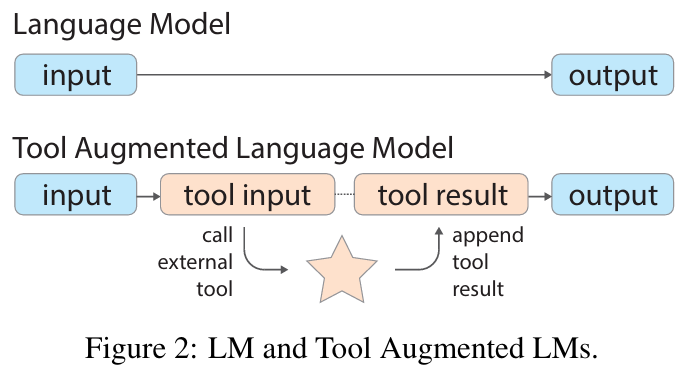 Language Model
input
output
Tool Augmented Language Model
input
tool input
tool result
output
call
external
tool
append
tool
result
Figure 2: LM and Tool Augmented LMs.